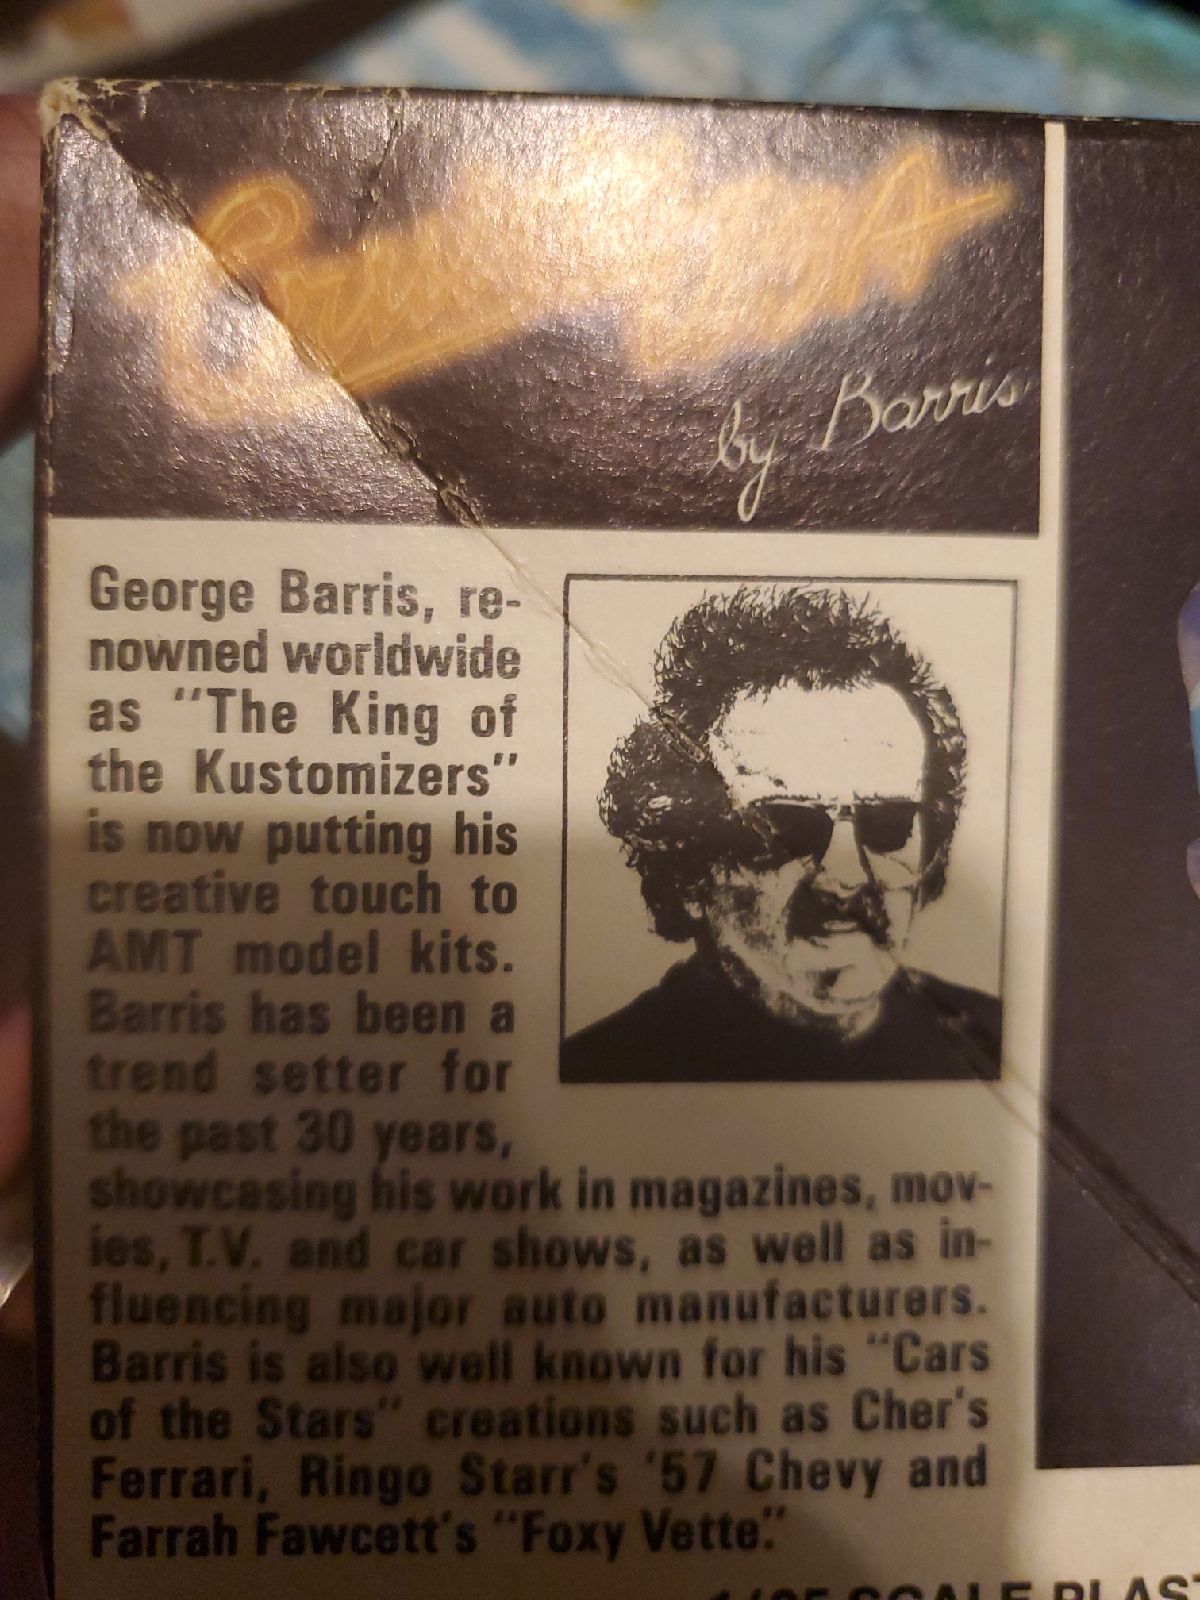 Cruisin' USA
by Barris
George Barris, re-
nowned worldwide
as "The King of
the Kustomizers"
is now putting his
creative touch to
AMT model kits.
Barris has been a
trend setter for
the past 30 years,
showcasing his work in magazines, mov-
ies, T.V. and car shows, as well as in-
fluencing major auto manufacturers.
Barris is also well known for his "Cars
of the Stars" creations such as Cher's
Ferrari, Ringo Starr's '57 Chevy and
Farrah Fawcett's "Foxy Vette."
SCALE